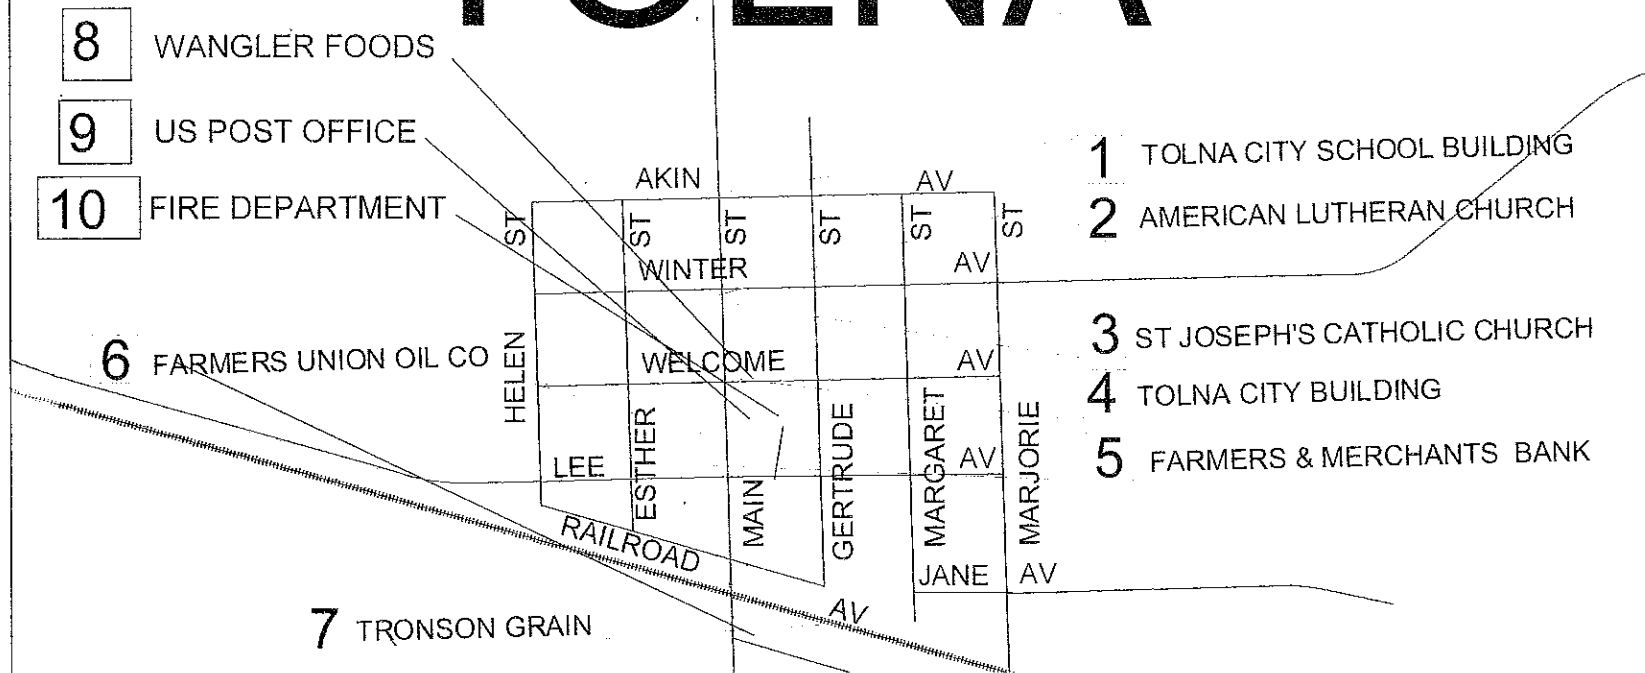 TOLNA
8 WANGLER FOODS
9 US POST OFFICE
10 FIRE DEPARTMENT
6 FARMERS UNION OIL CO
7 TRONSON GRAIN
1 TOLNA CITY SCHOOL BUILDING
2 AMERICAN LUTHERAN CHURCH
3 ST JOSEPH'S CATHOLIC CHURCH
4 TOLNA CITY BUILDING
5 FARMERS & MERCHANTS BANK
AKIN AV
WINTER AV
WELCOME AV
LEE AV
RAILROAD AV
JANE AV
HELEN ST
ESTHER ST
MAIN ST
GERTRUDE ST
MARGARET ST
MARJORIE ST